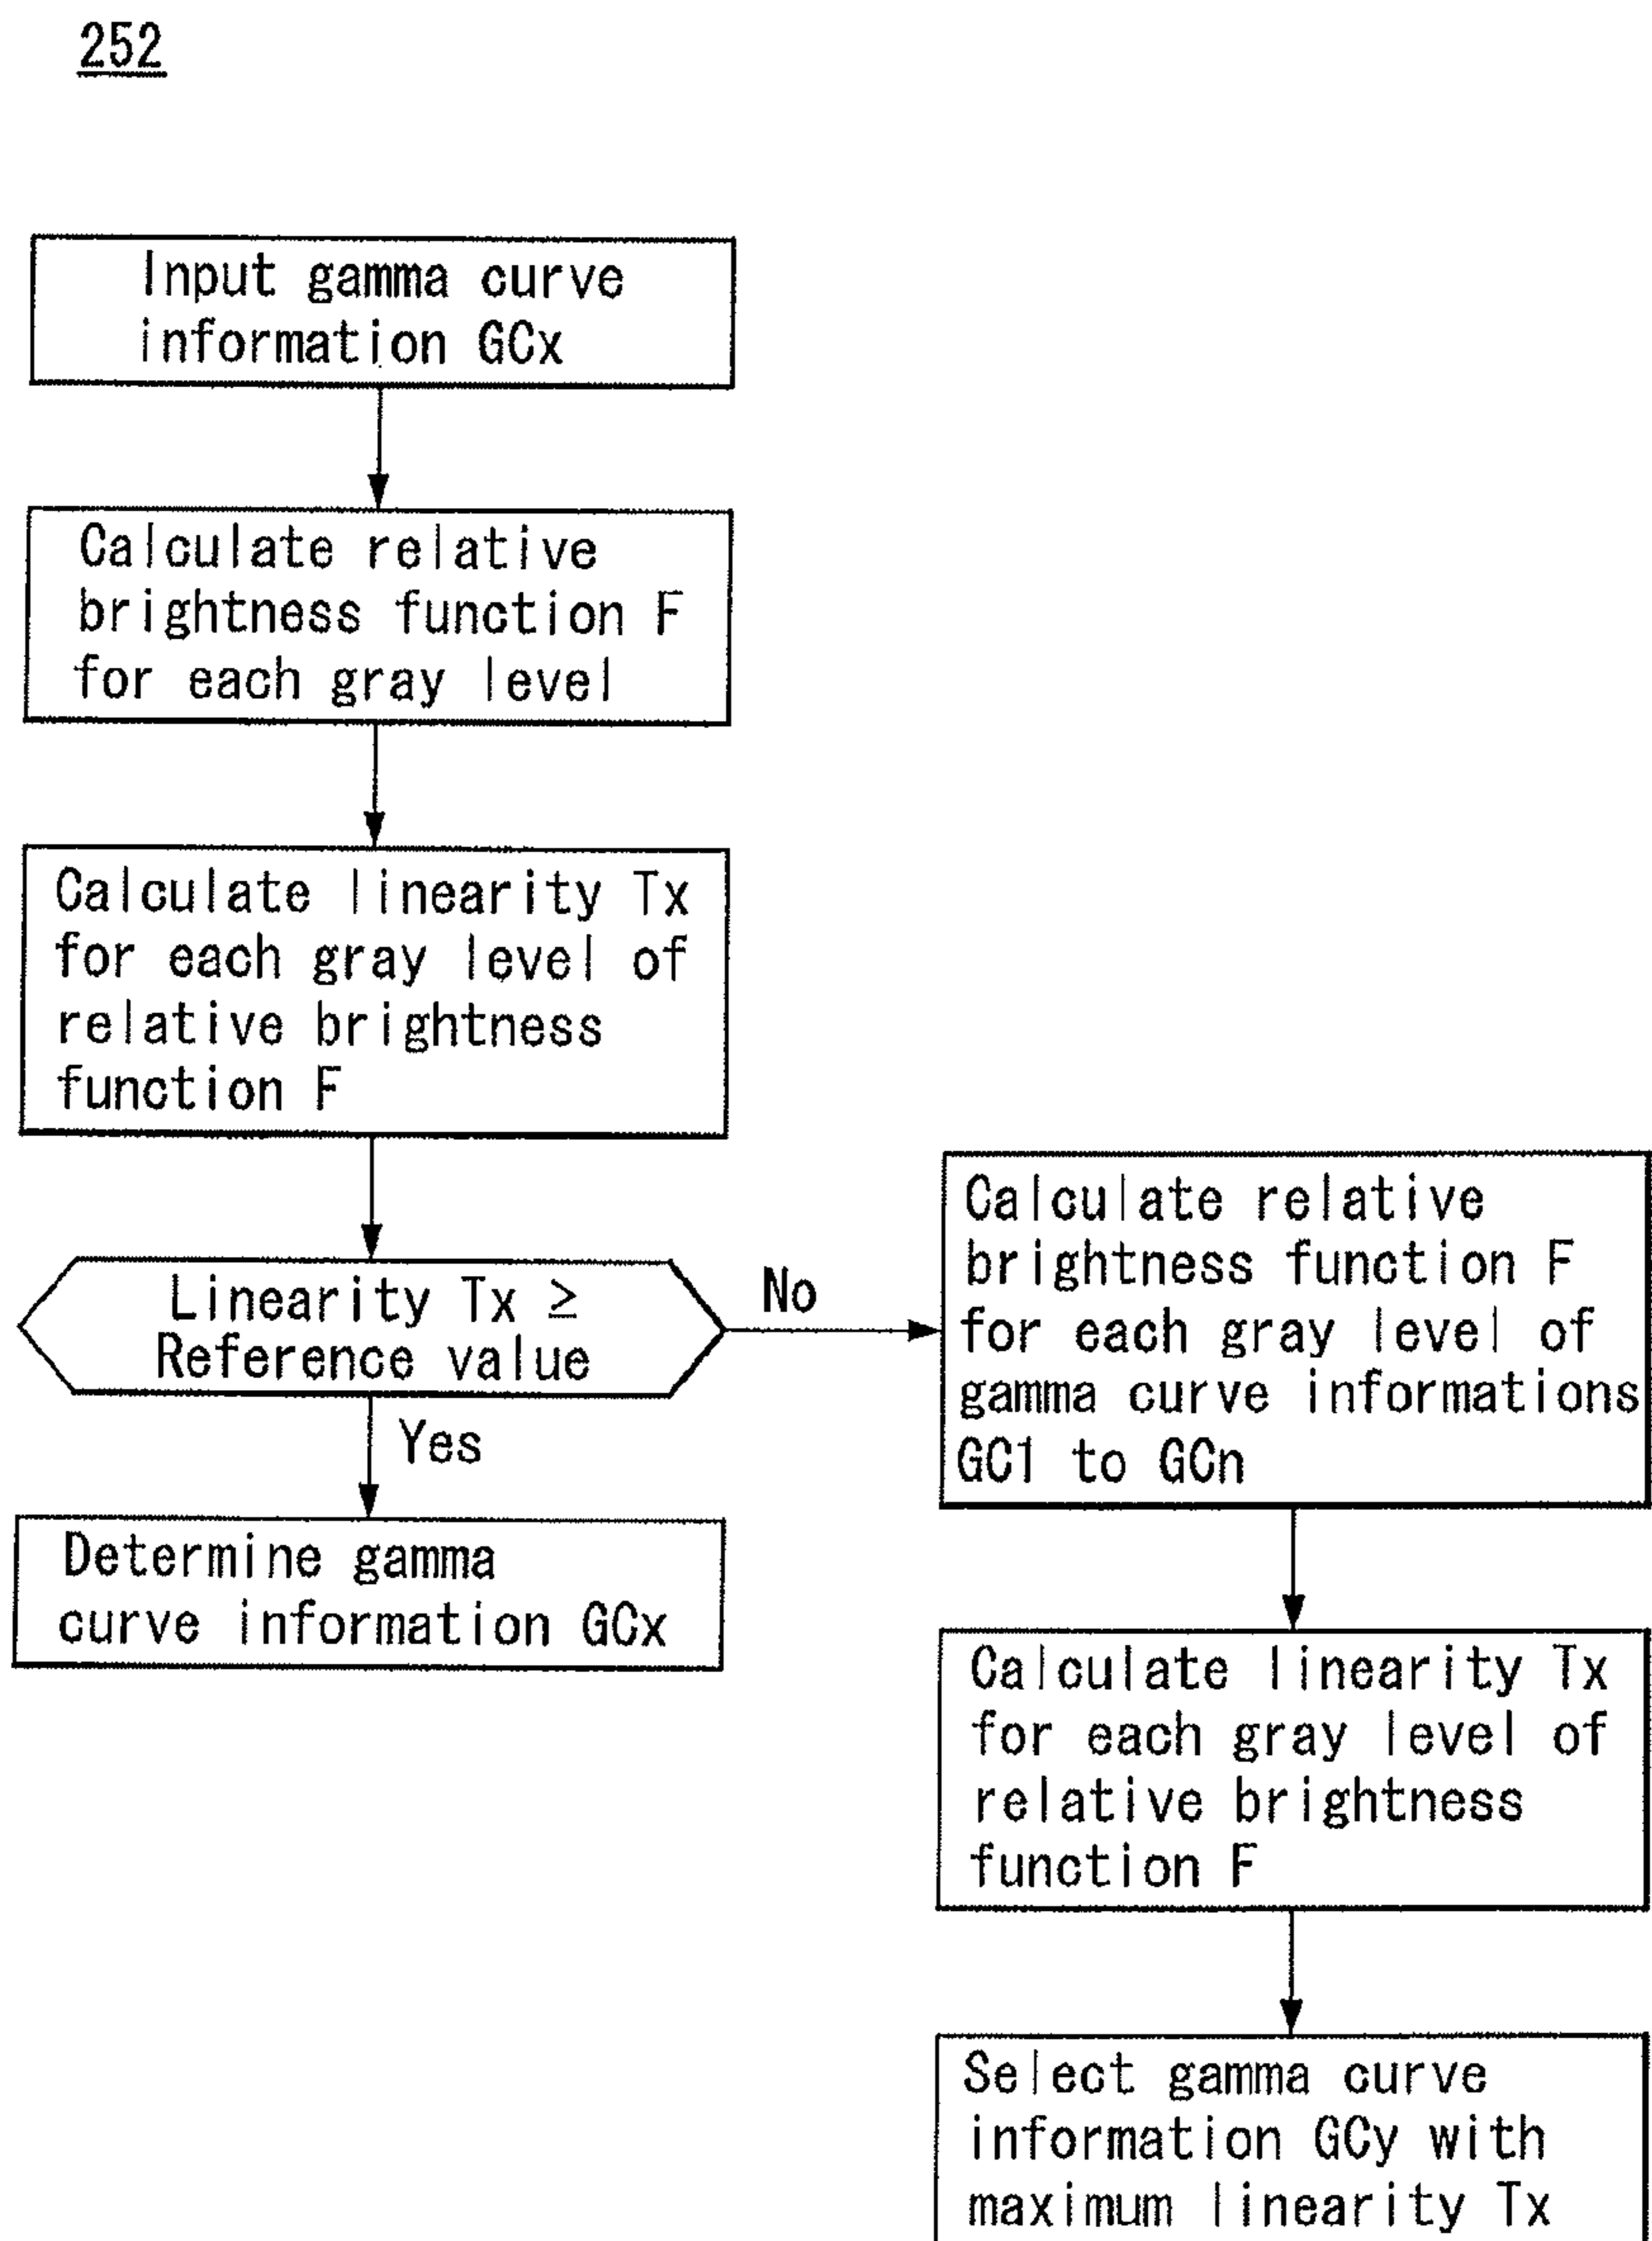 252
Input gamma curve
information GCx
Calculate relative
brightness function F
for each gray level
Calculate linearity Tx
for each gray level of
relative brightness
function F
Linearity Tx ≥
Reference value
Yes
Determine gamma
curve information GCx
No
Calculate relative
brightness function F
for each gray level of
gamma curve informations
GC1 to GCn
Calculate linearity Tx
for each gray level of
relative brightness
function F
Select gamma curve
information GCy with
maximum linearity Tx